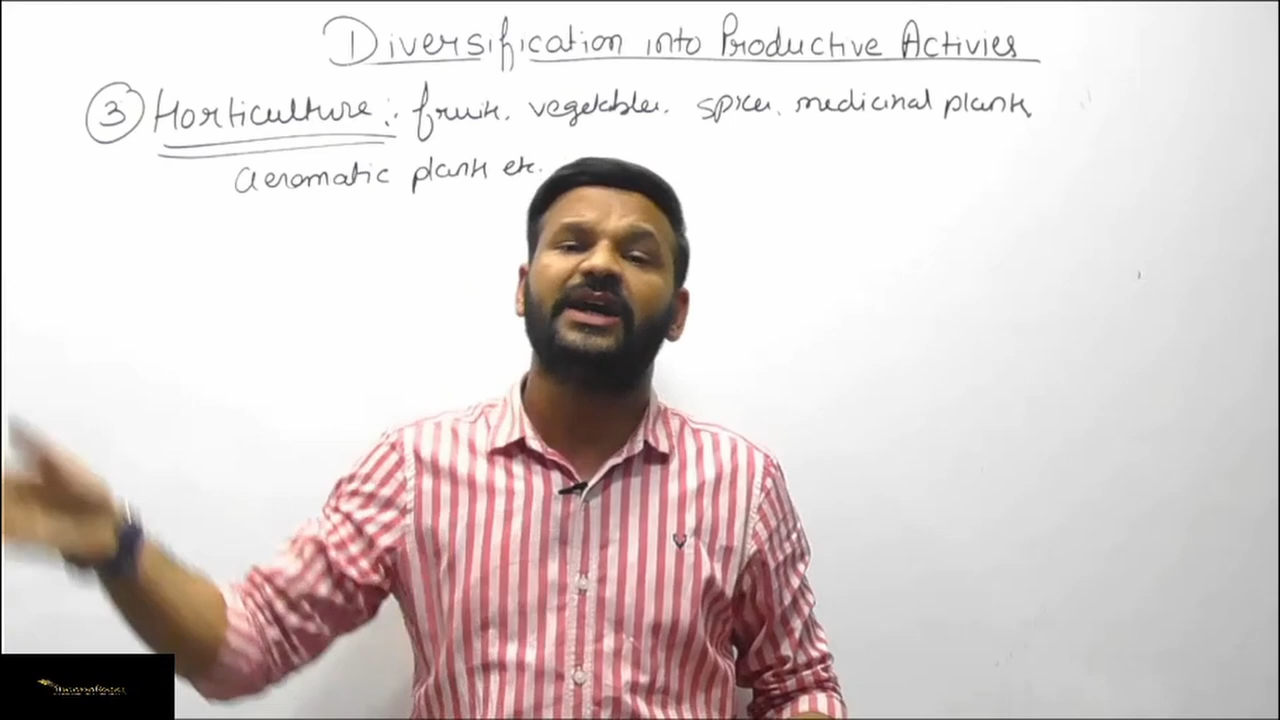 Diversification into Productive Activies
③ Horticulture :. fruits, vegetables. spices, medicinal plants
aeromatic plants etc.